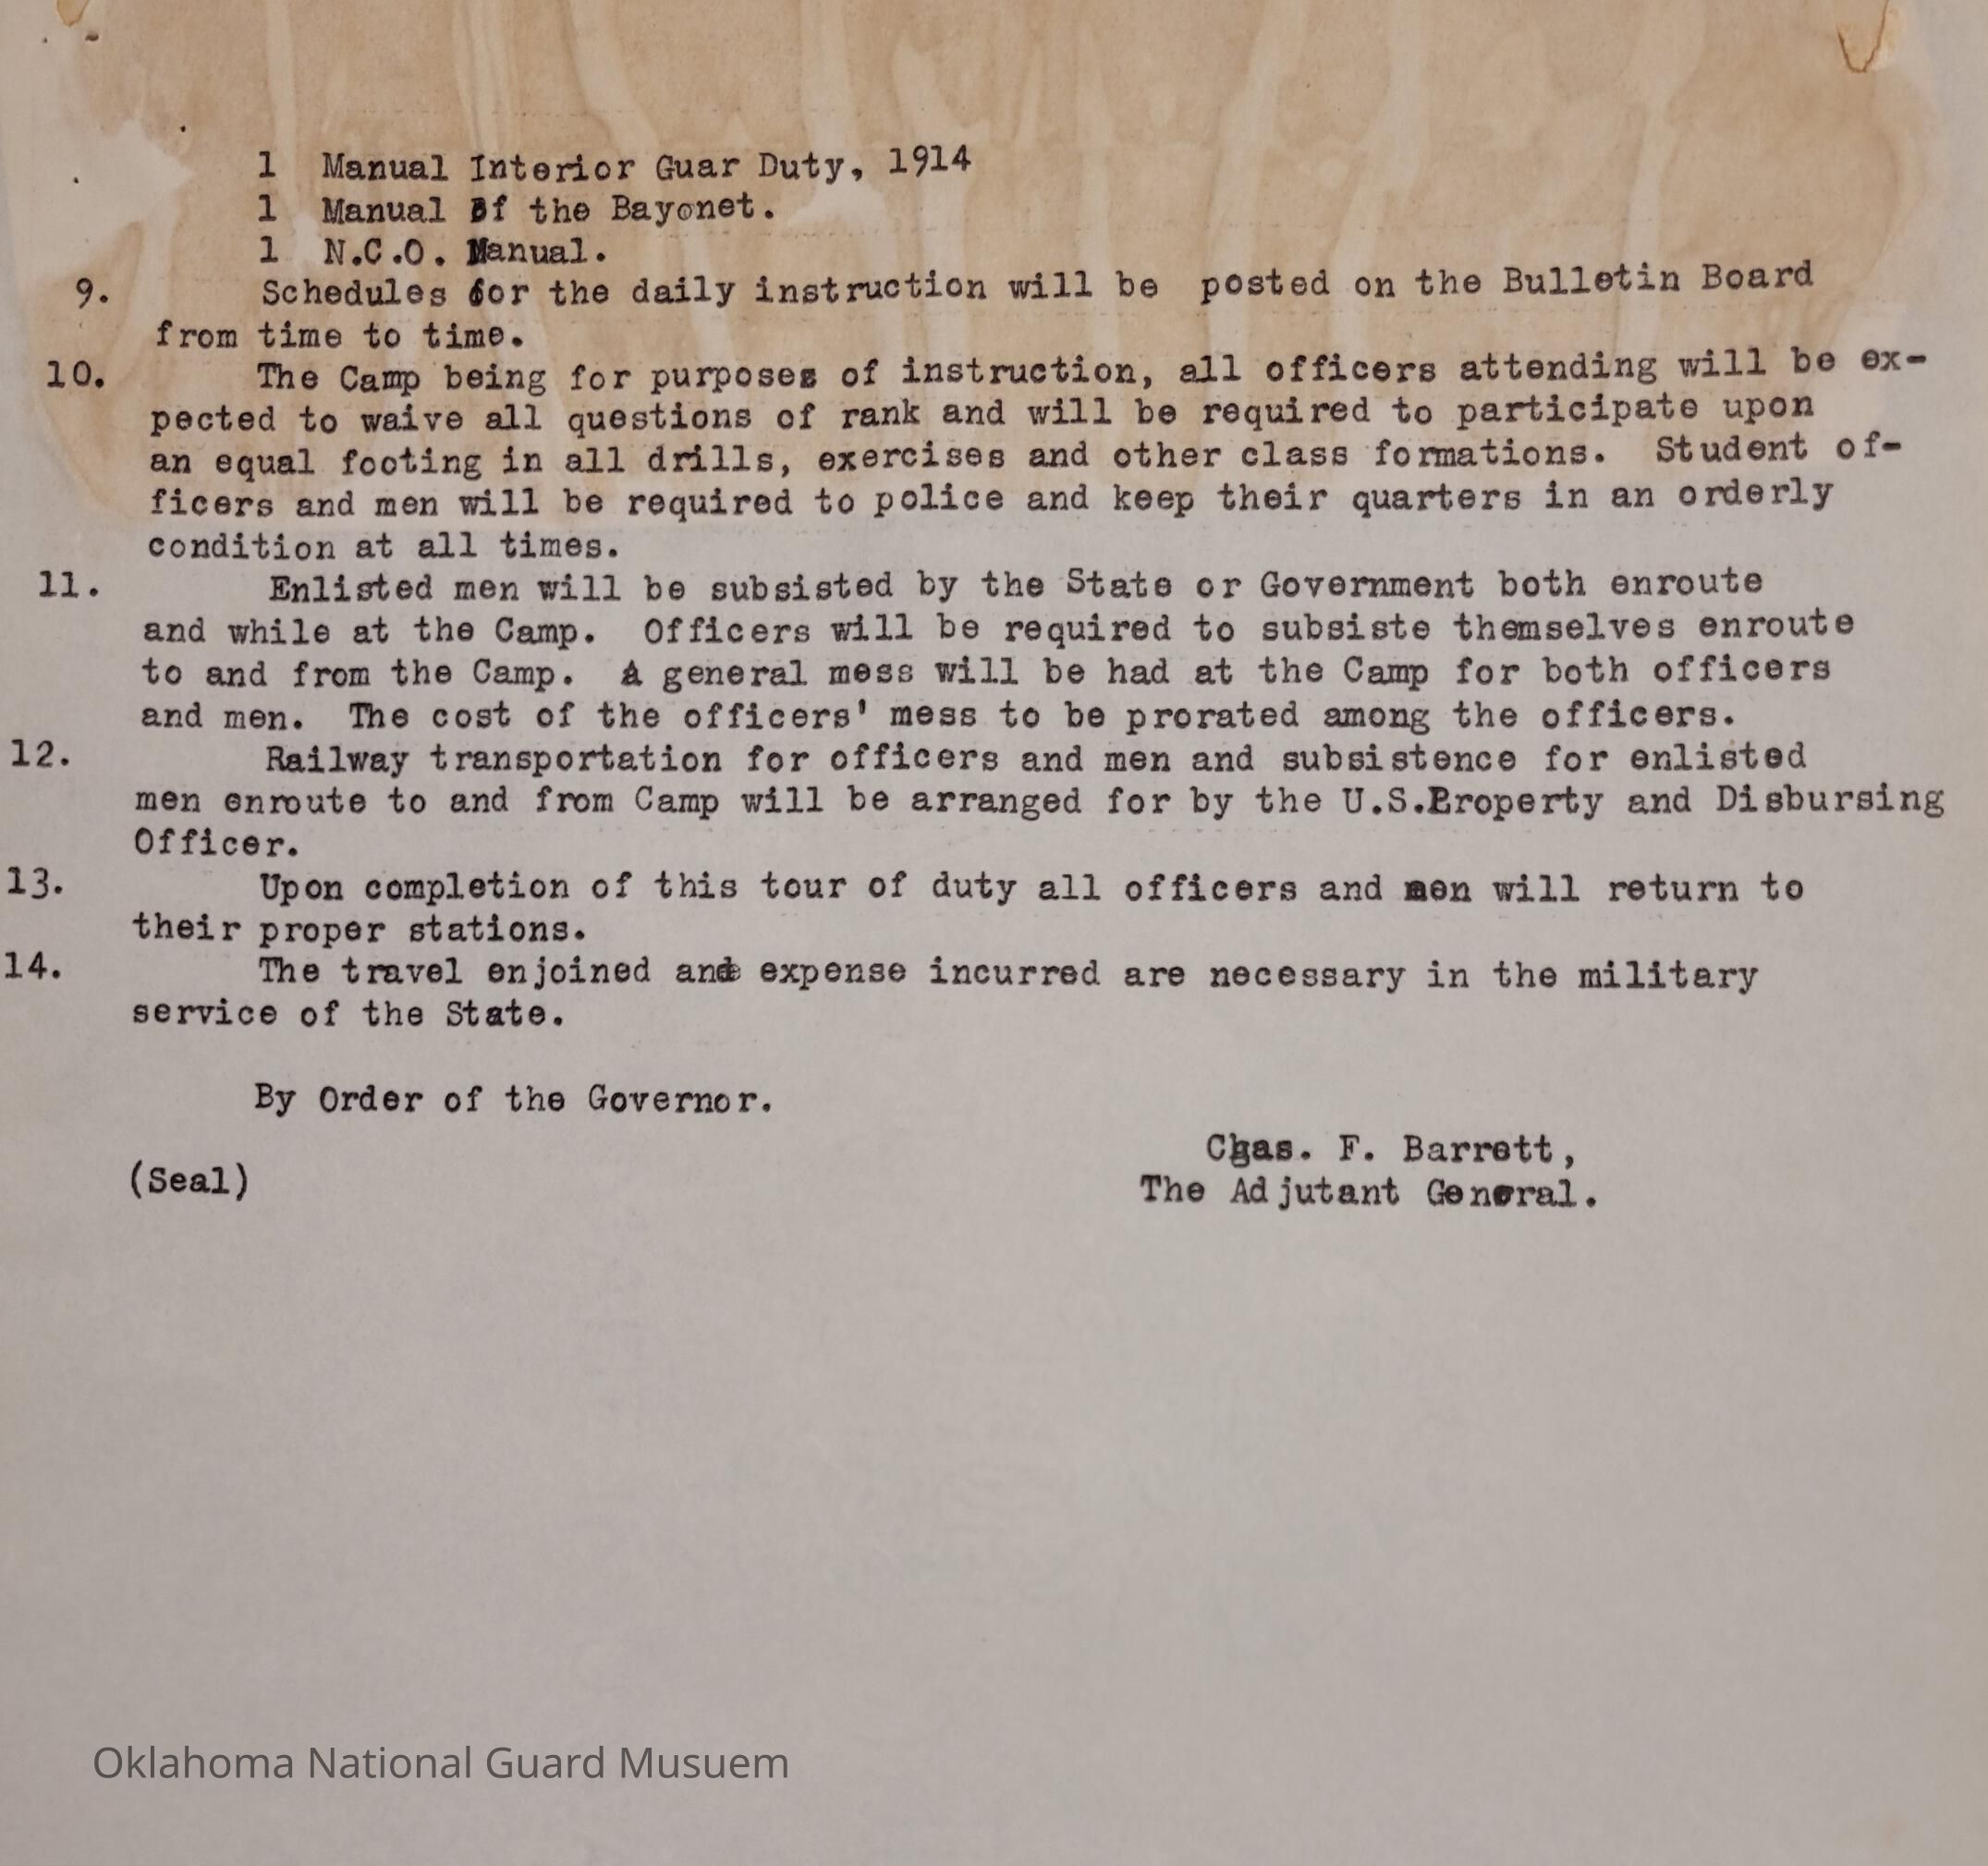 1 Manual Interior Guar Duty, 1914
1 Manual of the Bayonet.
1 N.C.O. Manual.
9. Schedules for the daily instruction will be posted on the Bulletin Board
from time to time.
10. The Camp being for purposes of instruction, all officers attending will be ex-
pected to waive all questions of rank and will be required to participate upon
an equal footing in all drills, exercises and other class formations. Student of-
ficers and men will be required to police and keep their quarters in an orderly
condition at all times.
11. Enlisted men will be subsisted by the State or Government both enroute
and while at the Camp. Officers will be required to subsiste themselves enroute
to and from the Camp. A general mess will be had at the Camp for both officers
and men. The cost of the officers' mess to be prorated among the officers.
12. Railway transportation for officers and men and subsistence for enlisted
men enroute to and from Camp will be arranged for by the U.S.Property and Disbursing
Officer.
13. Upon completion of this tour of duty all officers and men will return to
their proper stations.
14. The travel enjoined and expense incurred are necessary in the military
service of the State.
By Order of the Governor.
Chas. F. Barrett,
(Seal)
The Adjutant General.
Oklahoma National Guard Musuem